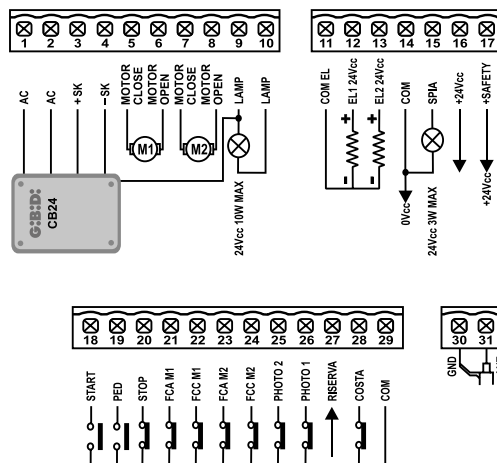 1 2 3 4 5 6 7 8 9 10
AC
AC
+SK
–SK
MOTOR
CLOSE
MOTOR
OPEN
MOTOR
CLOSE
MOTOR
OPEN
LAMP
LAMP
M1
M2
GiBiDi
CB24
24Vcc 10W MAX
11 12 13 14 15 16 17
COM EL
EL1 24Vcc
EL2 24Vcc
COM
SPIA
+24Vcc
+SAFETY
+ +
- -
0Vcc
24Vcc 3W MAX
+24Vcc
18 19 20 21 22 23 24 25 26 27 28 29
START
PED
STOP
FCA M1
FCC M1
FCA M2
FCC M2
PHOTO 2
PHOTO 1
RISERVA
COSTA
COM
30 31
GND